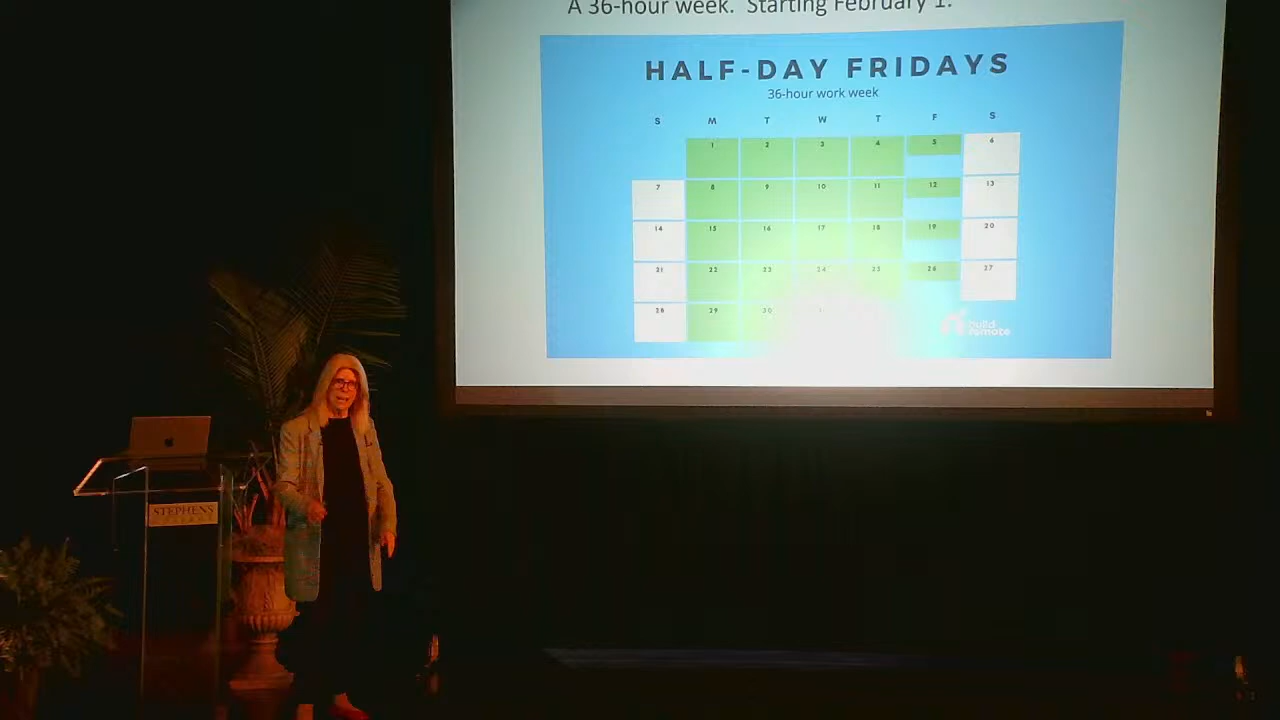 A 36-hour week. Starting February 1.
HALF-DAY FRIDAYS
36-hour work week
S M T W T F S
1 2 3 4 5 6
7 8 9 10 11 12 13
14 15 16 17 18 19 20
21 22 23 24 25 26 27
28 29 30
build
remote
STEPHENS